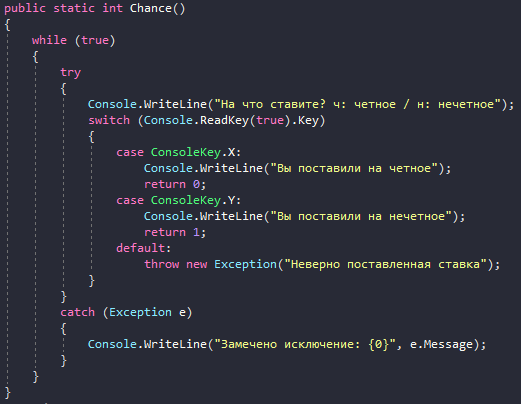 public static int Chance()
{
while (true)
{
try
{
Console.WriteLine("На что ставите? ч: четное / н: нечетное");
switch (Console.ReadKey(true).Key)
{
case ConsoleKey.X:
Console.WriteLine("Вы поставили на четное");
return 0;
case ConsoleKey.Y:
Console.WriteLine("Вы поставили на нечетное");
return 1;
default:
throw new Exception("Неверно поставленная ставка");
}
}
catch (Exception e)
{
Console.WriteLine("Замечено исключение: {0}", e.Message);
}
}
}